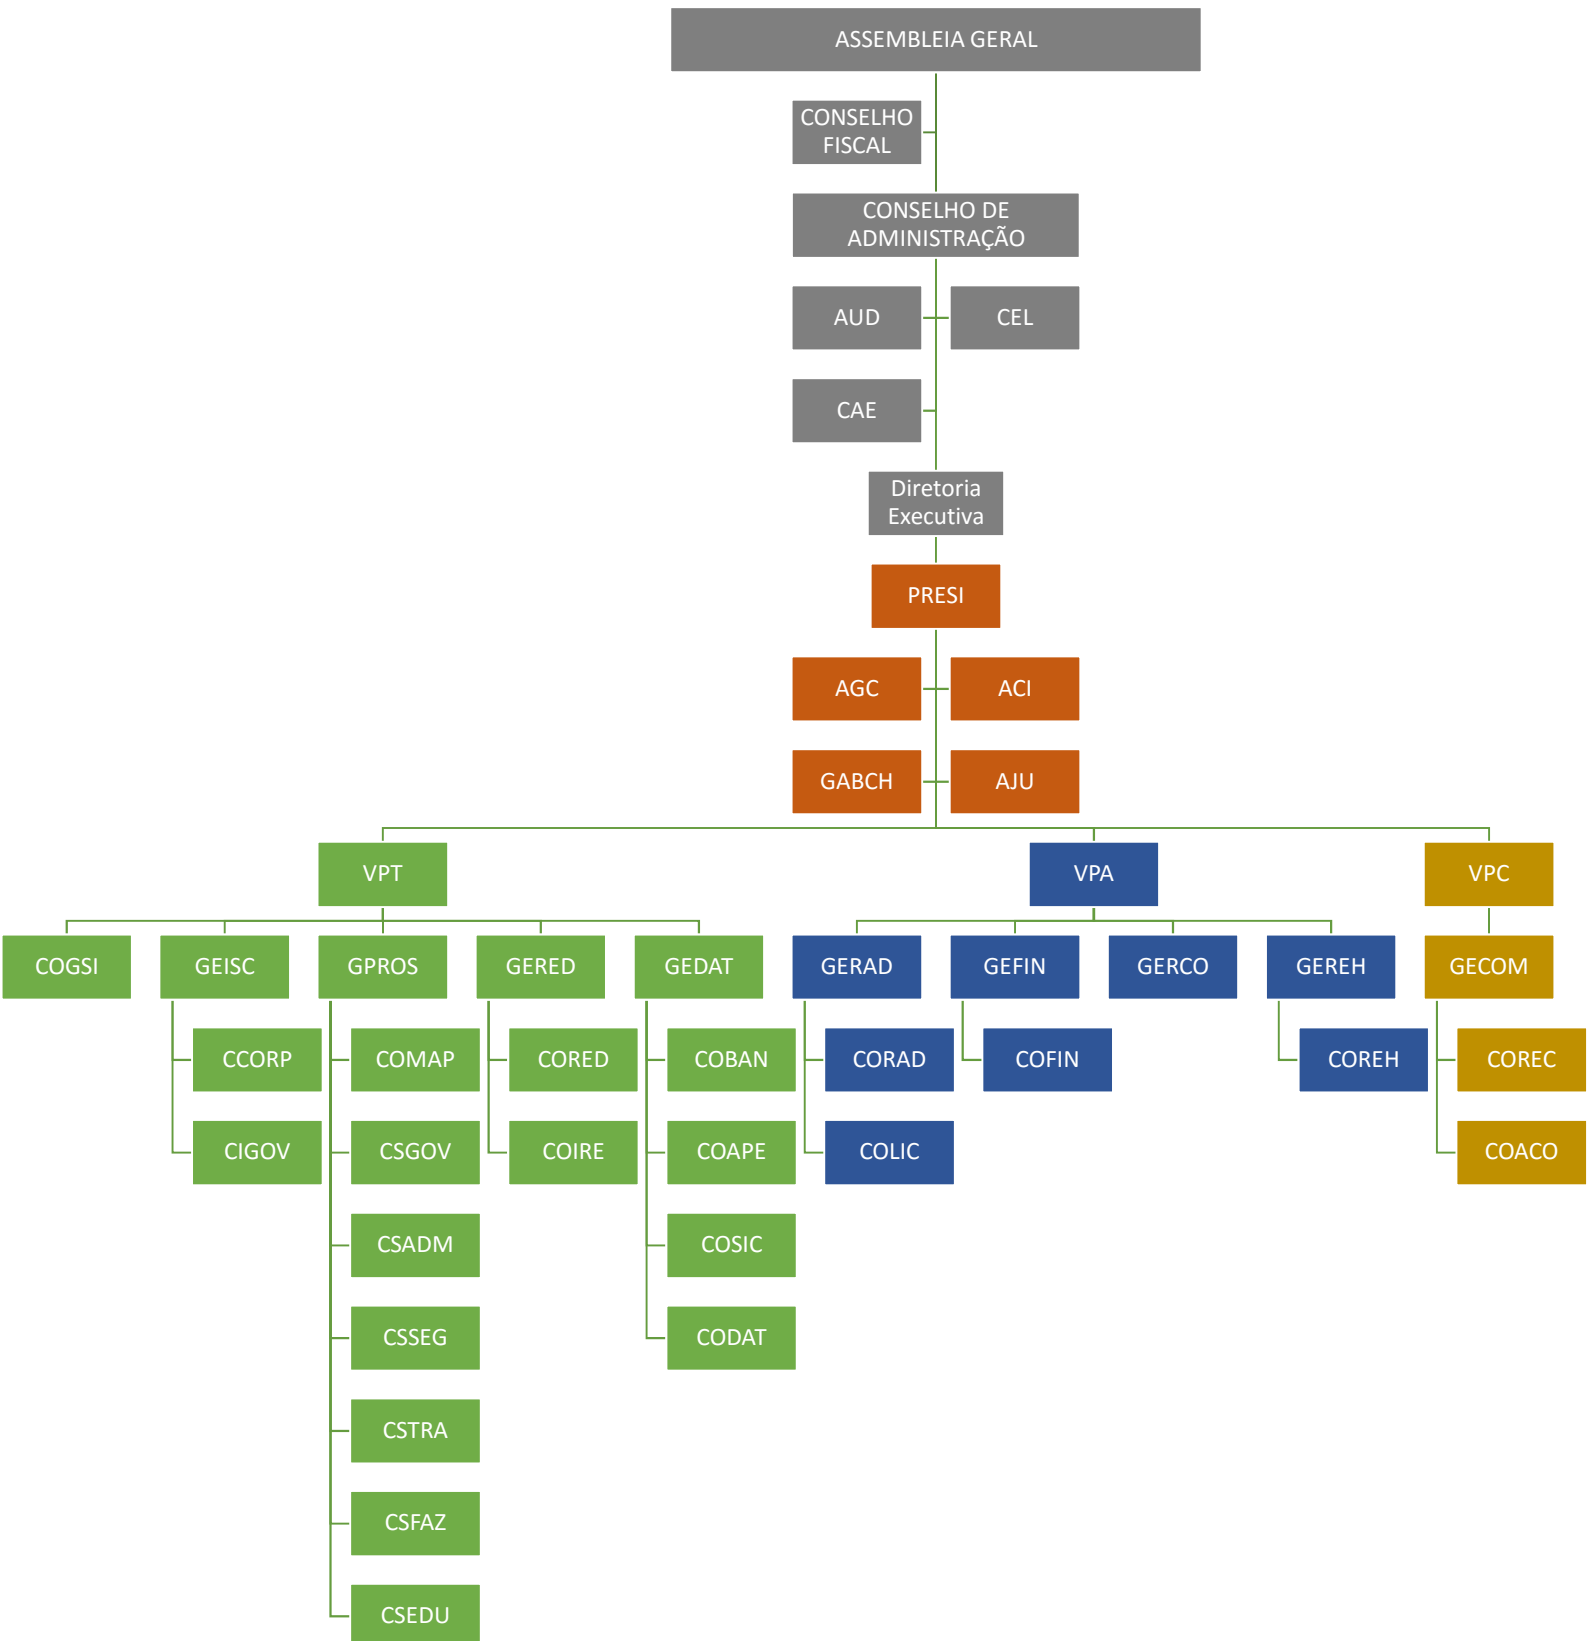 ASSEMBLEIA GERAL
CONSELHO
FISCAL
CONSELHO DE
ADMINISTRAÇÃO
AUD
CEL
CAE
Diretoria
Executiva
PRESI
AGC
ACI
GABCH
AJU
VPT
VPA
VPC
COGSI
GEISC
GPROS
GERED
GEDAT
GERAD
GEFIN
GERCO
GEREH
GECOM
CCORP
COMAP
CORED
COBAN
CORAD
COFIN
COREH
COREC
CIGOV
CSGOV
COIRE
COAPE
COLIC
COACO
CSADM
COSIC
CSSEG
CODAT
CSTRA
CSFAZ
CSEDU